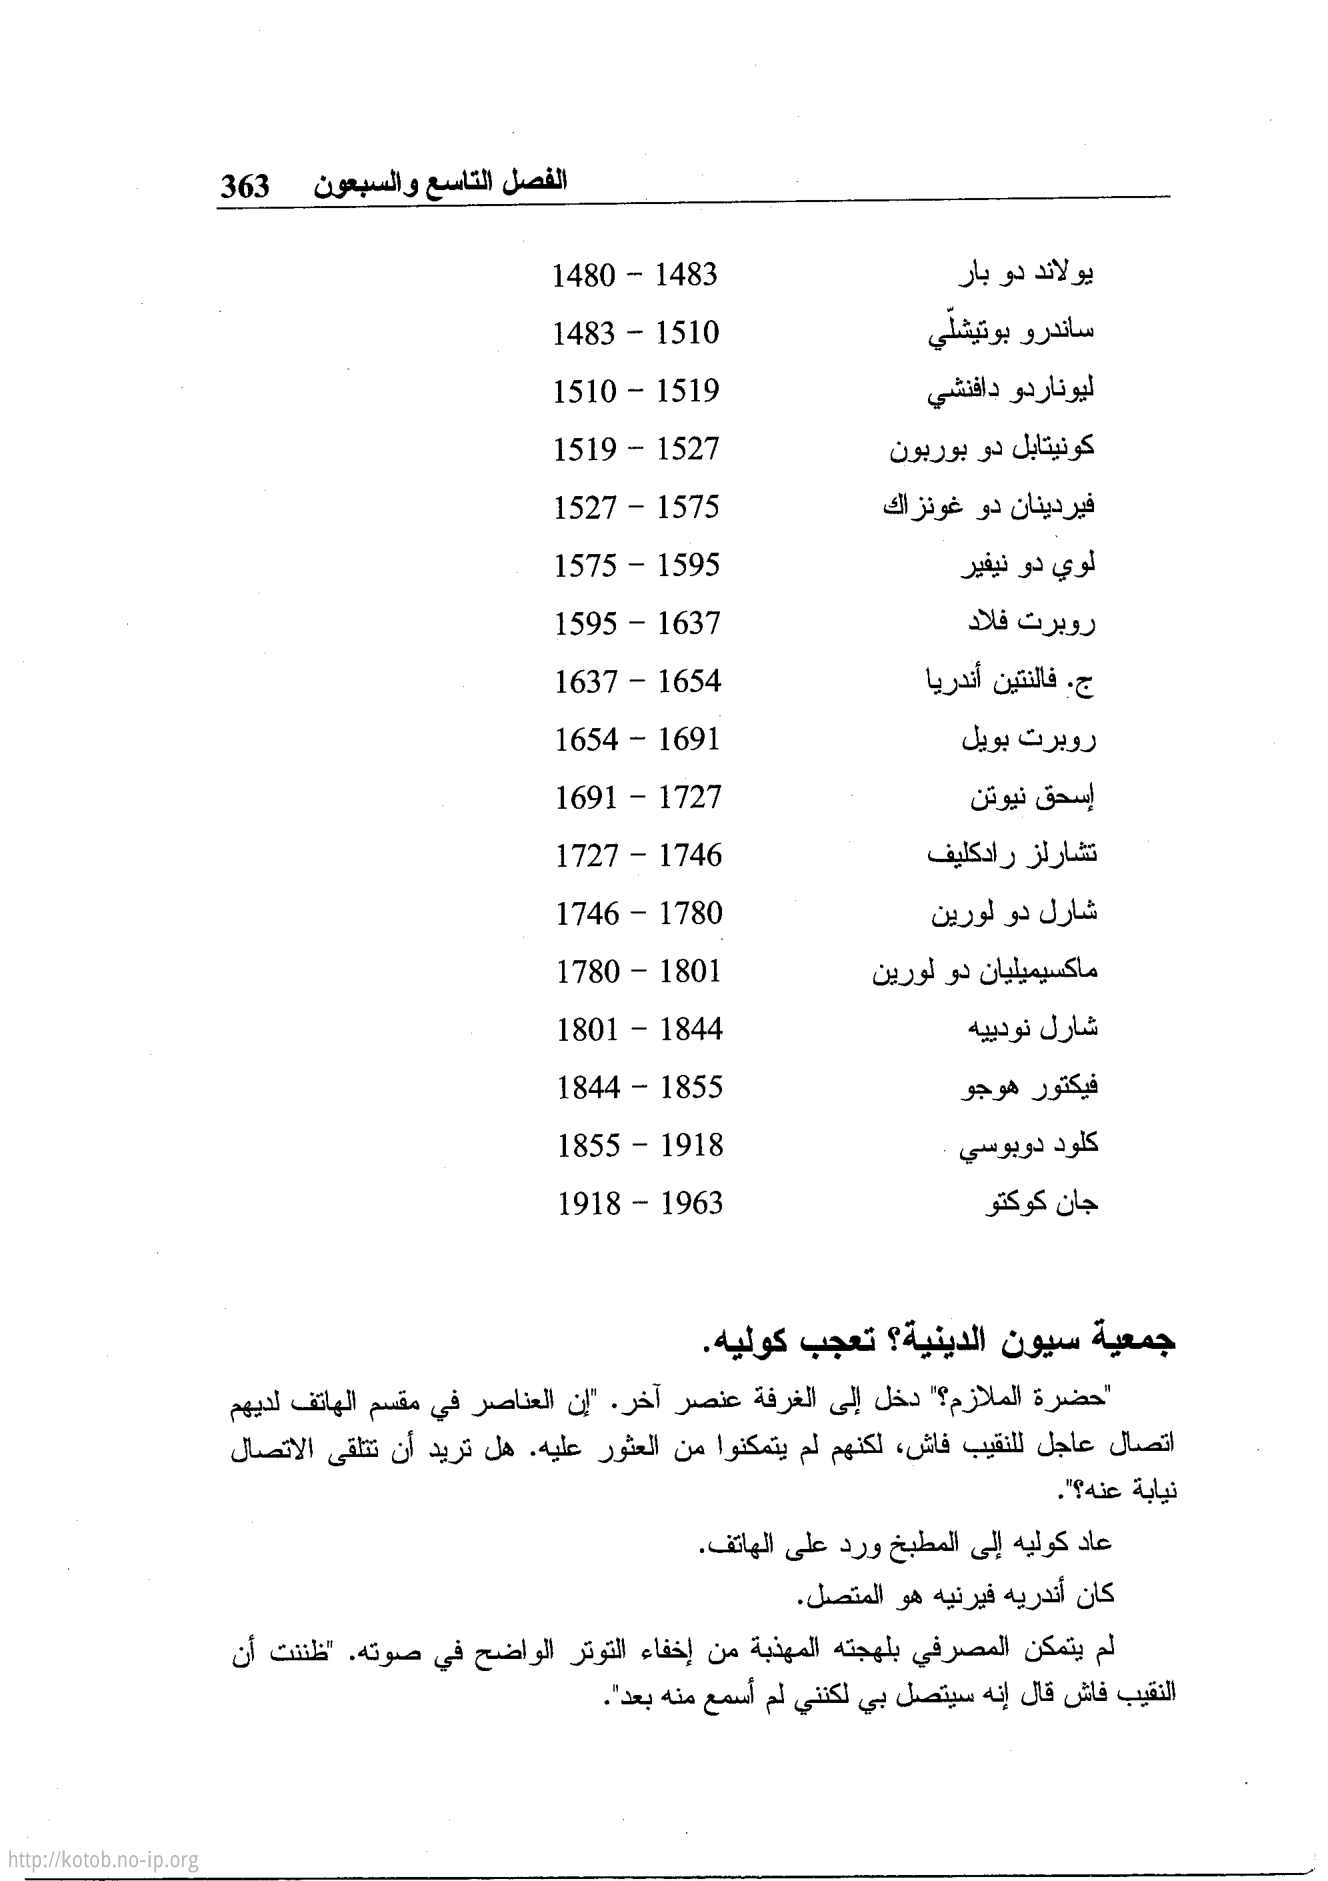 الفصل التاسع والسبعون 363
يولاند دو بار 1480 – 1483
ساندرو بوتيشلّي 1483 – 1510
ليوناردو دافنشي 1510 – 1519
كونيتابل دو بوربون 1519 – 1527
فيردينان دو غونزاك 1527 – 1575
لوي دو نيفير 1575 – 1595
روبرت فلاد 1595 – 1637
ج. فالنتين أندريا 1637 – 1654
روبرت بويل 1654 – 1691
إسحق نيوتن 1691 – 1727
تشارلز رادكليف 1727 – 1746
شارل دو لورين 1746 – 1780
ماكسيميليان دو لورين 1780 – 1801
شارل نودييه 1801 – 1844
فيكتور هوجو 1844 – 1855
كلود دوبوسي 1855 – 1918
جان كوكتو 1918 – 1963
جمعية سيون الدينية؟ تعجب كوليه.
"حضرة الملازم؟" دخل إلى الغرفة عنصر آخر. "إن العناصر في مقسم الهاتف لديهم
اتصال عاجل للنقيب فاش، لكنهم لم يتمكنوا من العثور عليه. هل تريد أن تتلقى الاتصال
نيابة عنه؟".
عاد كوليه إلى المطبخ ورد على الهاتف.
كان أندريه فيرنيه هو المتصل.
لم يتمكن المصرفي بلهجته المهذبة من إخفاء التوتر الواضح في صوته. "ظننت أن
النقيب فاش قال إنه سيتصل بي لكنني لم أسمع منه بعد".
http://kotob.no-ip.org